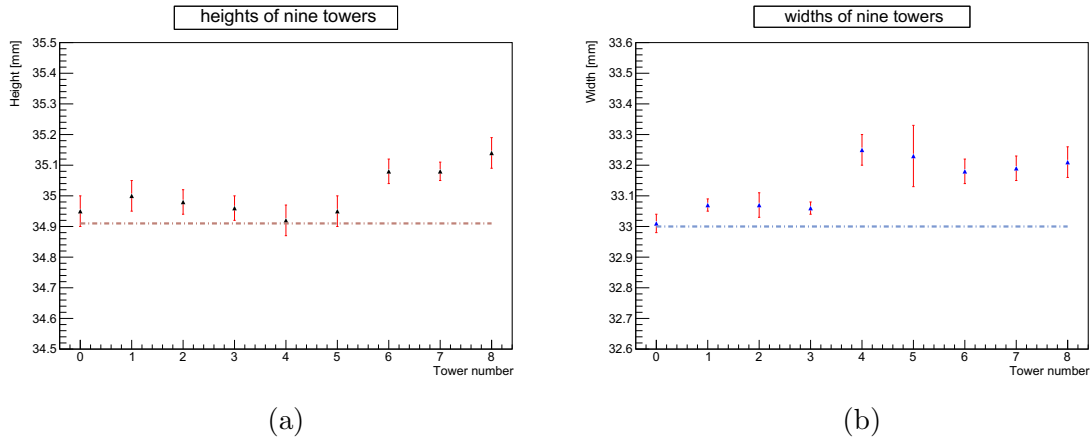 heights of nine towers
Height [mm]
35.5
35.4
35.3
35.2
35.1
35
34.9
34.8
34.7
34.6
34.5
0 1 2 3 4 5 6 7 8
Tower number
(a)
widths of nine towers
Width [mm]
33.6
33.5
33.4
33.3
33.2
33.1
33
32.9
32.8
32.7
32.6
0 1 2 3 4 5 6 7 8
Tower number
(b)